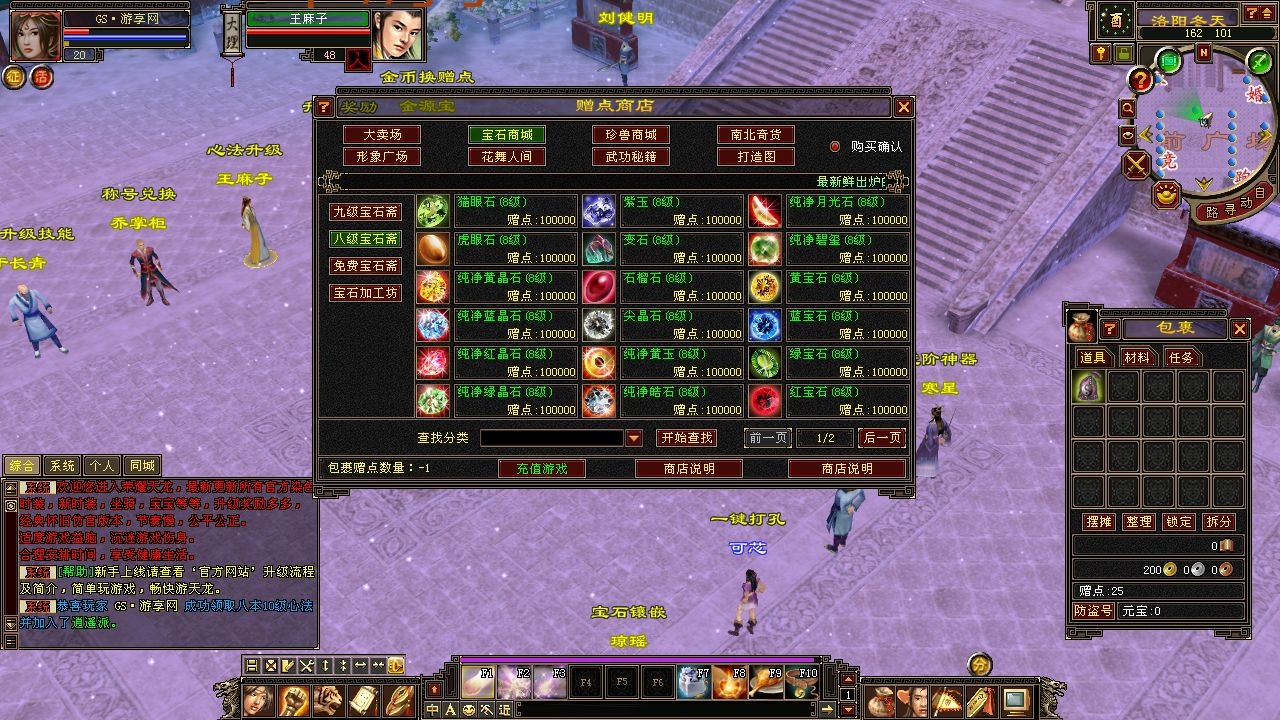 GS·游享网
20
征
活
大理
王麻子
48
人
刘健明
金币换赠点
洛阳冬天
162 101
酉
N
自动寻路
心法升级
王麻子
称号兑换
乔掌柜
升级技能
于长青
奖励
金源宝
赠点商店
大卖场
宝石商城
珍兽商城
南北奇货
形象广场
花舞人间
武功秘籍
打造图
购买确认
最新鲜出炉
九级宝石斋
八级宝石斋
免费宝石斋
宝石加工坊
猫眼石(8级)
赠点:100000
紫玉(8级)
赠点:100000
纯净月光石(8级)
赠点:100000
虎眼石(8级)
赠点:100000
变石(8级)
赠点:100000
纯净碧玺(8级)
赠点:100000
纯净黄晶石(8级)
赠点:100000
石榴石(8级)
赠点:100000
黄宝石(8级)
赠点:100000
纯净蓝晶石(8级)
赠点:100000
尖晶石(8级)
赠点:100000
蓝宝石(8级)
赠点:100000
纯净红晶石(8级)
赠点:100000
纯净黄玉(8级)
赠点:100000
绿宝石(8级)
赠点:100000
纯净绿晶石(8级)
赠点:100000
纯净皓石(8级)
赠点:100000
红宝石(8级)
赠点:100000
查找分类
开始查找
前一页
1/2
后一页
包裹赠点数量:-1
充值游戏
商店说明
商店说明
阶神器
寒星
一键打孔
可芯
宝石镶嵌
琼瑶
包裹
道具
材料
任务
摆摊
整理
锁定
拆分
0
200 0 0
赠点:25
防盗号
元宝:0
综合
系统
个人
同城
系统 欢迎您进入荣耀天龙，最新更新所有官方染色
时装，新时装，坐骑，宝宝等等，升级奖励多多，
经典怀旧仿官版本，节奏慢，公平公正。
适度游戏益脑，沉迷游戏伤身。
合理安排时间，享受健康生活。
系统 [帮助]新手上线请查看‘官方网站’升级流程
及简介，简单玩游戏，畅快游天龙。
系统 恭喜玩家 GS·游享网 成功领取八本10级心法
并加入了逍遥派。
F1
F2
F3
F4
F5
F6
F7
F8
F9
F10
中
A
近
1
分